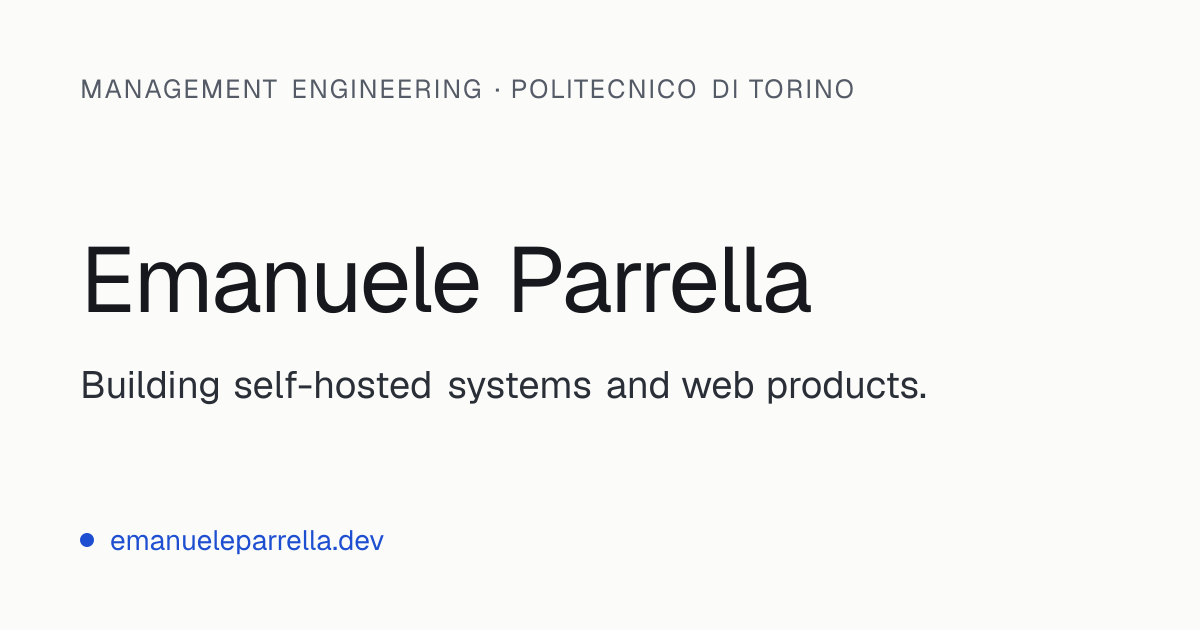 MANAGEMENT ENGINEERING · POLITECNICO DI TORINO
Emanuele Parrella
Building self-hosted systems and web products.
emanueleparrella.dev